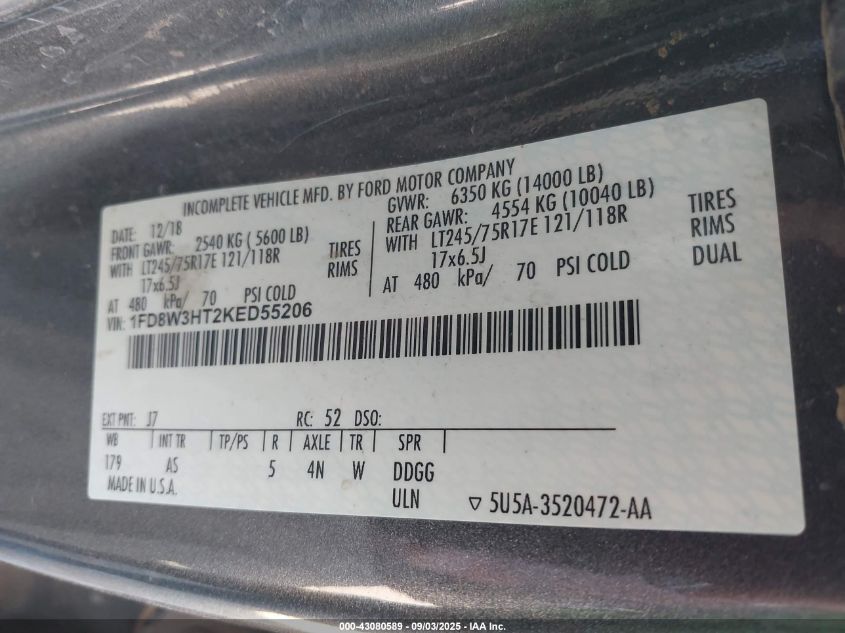 INCOMPLETE VEHICLE MFD. BY FORD MOTOR COMPANY
DATE: 12/18
FRONT GAWR: 2540 KG ( 5600 LB)
WITH LT245/75R17E 121/118R TIRES
17x6.5J RIMS
AT 480 kPa/ 70 PSI COLD
GVWR: 6350 KG (14000 LB)
REAR GAWR: 4554 KG (10040 LB)
WITH LT245/75R17E 121/118R TIRES
17x6.5J RIMS
AT 480 kPa/ 70 PSI COLD DUAL
VIN: 1FD8W3HT2KED55206
EXT PNT: J7 RC: 52 DSO:
WB INT TR TP/PS R AXLE TR SPR
179 AS 5 4N W DDGG
MADE IN U.S.A. ULN ▽ 5U5A-3520472-AA
000-43080589 - 09/03/2025 - IAA Inc.